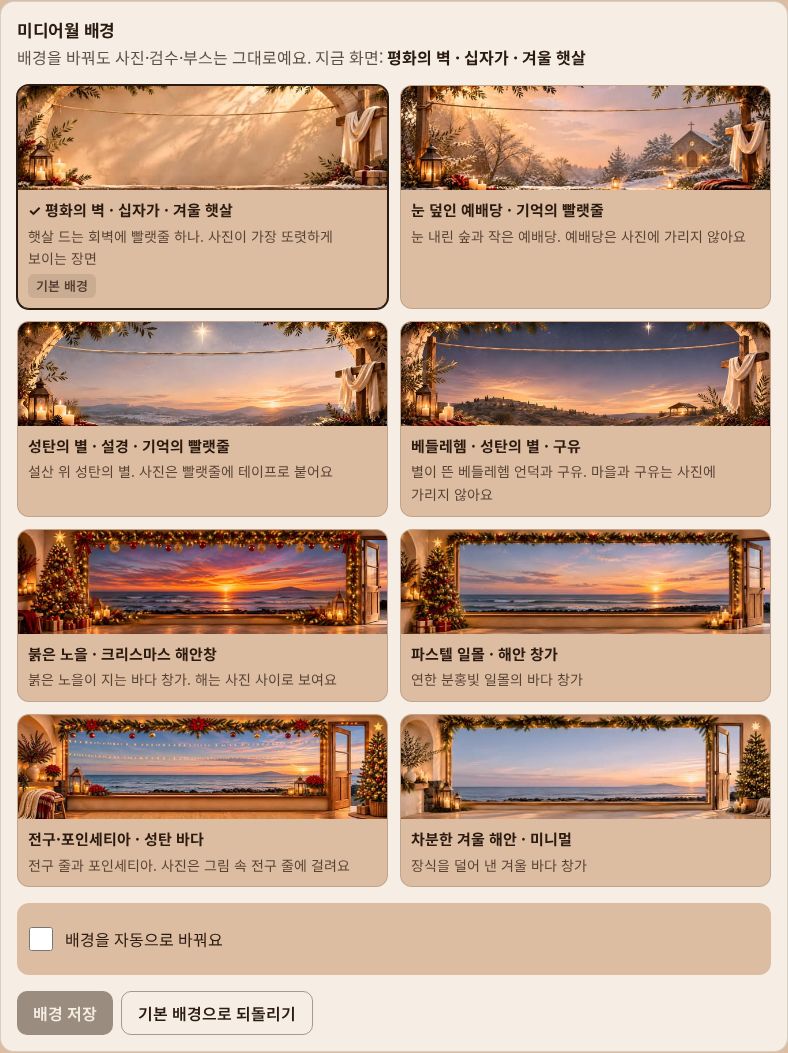 미디어월 배경
배경을 바꿔도 사진·검수·부스는 그대로예요. 지금 화면: 평화의 벽 · 십자가 · 겨울 햇살
✓ 평화의 벽 · 십자가 · 겨울 햇살
햇살 드는 회벽에 빨랫줄 하나. 사진이 가장 또렷하게
보이는 장면
기본 배경
눈 덮인 예배당 · 기억의 빨랫줄
눈 내린 숲과 작은 예배당. 예배당은 사진에 가리지 않아요
성탄의 별 · 설경 · 기억의 빨랫줄
설산 위 성탄의 별. 사진은 빨랫줄에 테이프로 붙어요
베들레헴 · 성탄의 별 · 구유
별이 뜬 베들레헴 언덕과 구유. 마을과 구유는 사진에
가리지 않아요
붉은 노을 · 크리스마스 해안창
붉은 노을이 지는 바다 창가. 해는 사진 사이로 보여요
파스텔 일몰 · 해안 창가
연한 분홍빛 일몰의 바다 창가
전구·포인세티아 · 성탄 바다
전구 줄과 포인세티아. 사진은 그림 속 전구 줄에 걸려요
차분한 겨울 해안 · 미니멀
장식을 덜어 낸 겨울 바다 창가
배경을 자동으로 바꿔요
배경 저장
기본 배경으로 되돌리기